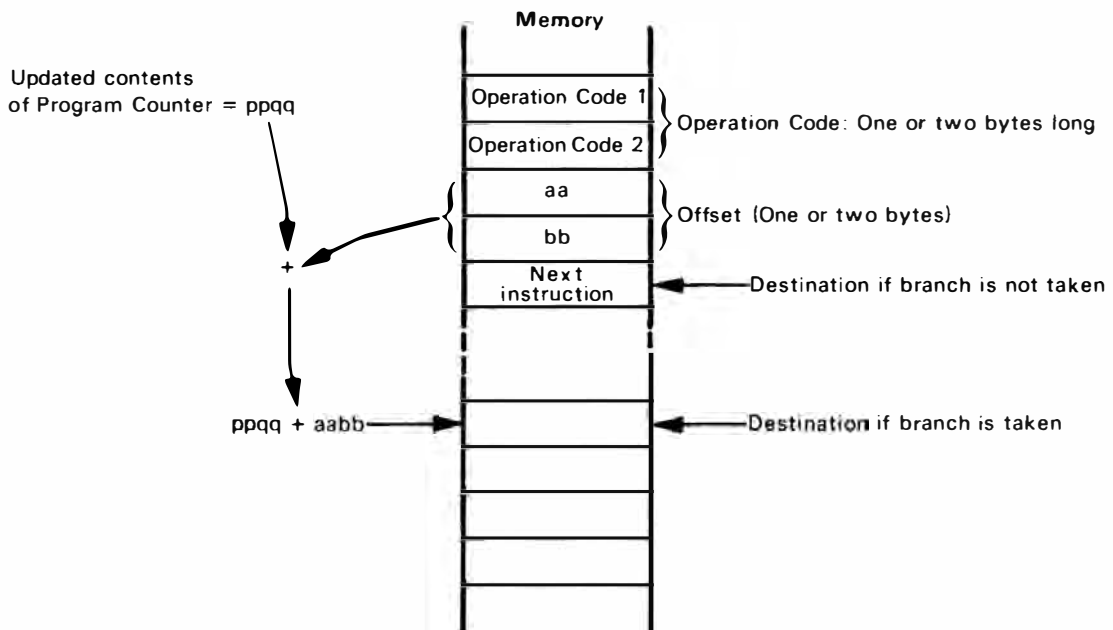 Memory
Updated contents
of Program Counter = ppqq
Operation Code 1
Operation Code: One or two bytes long
Operation Code 2
aa
Offset (One or two bytes)
bb
+
Next
instruction
Destination if branch is not taken
ppqq + aabb
Destination if branch is taken